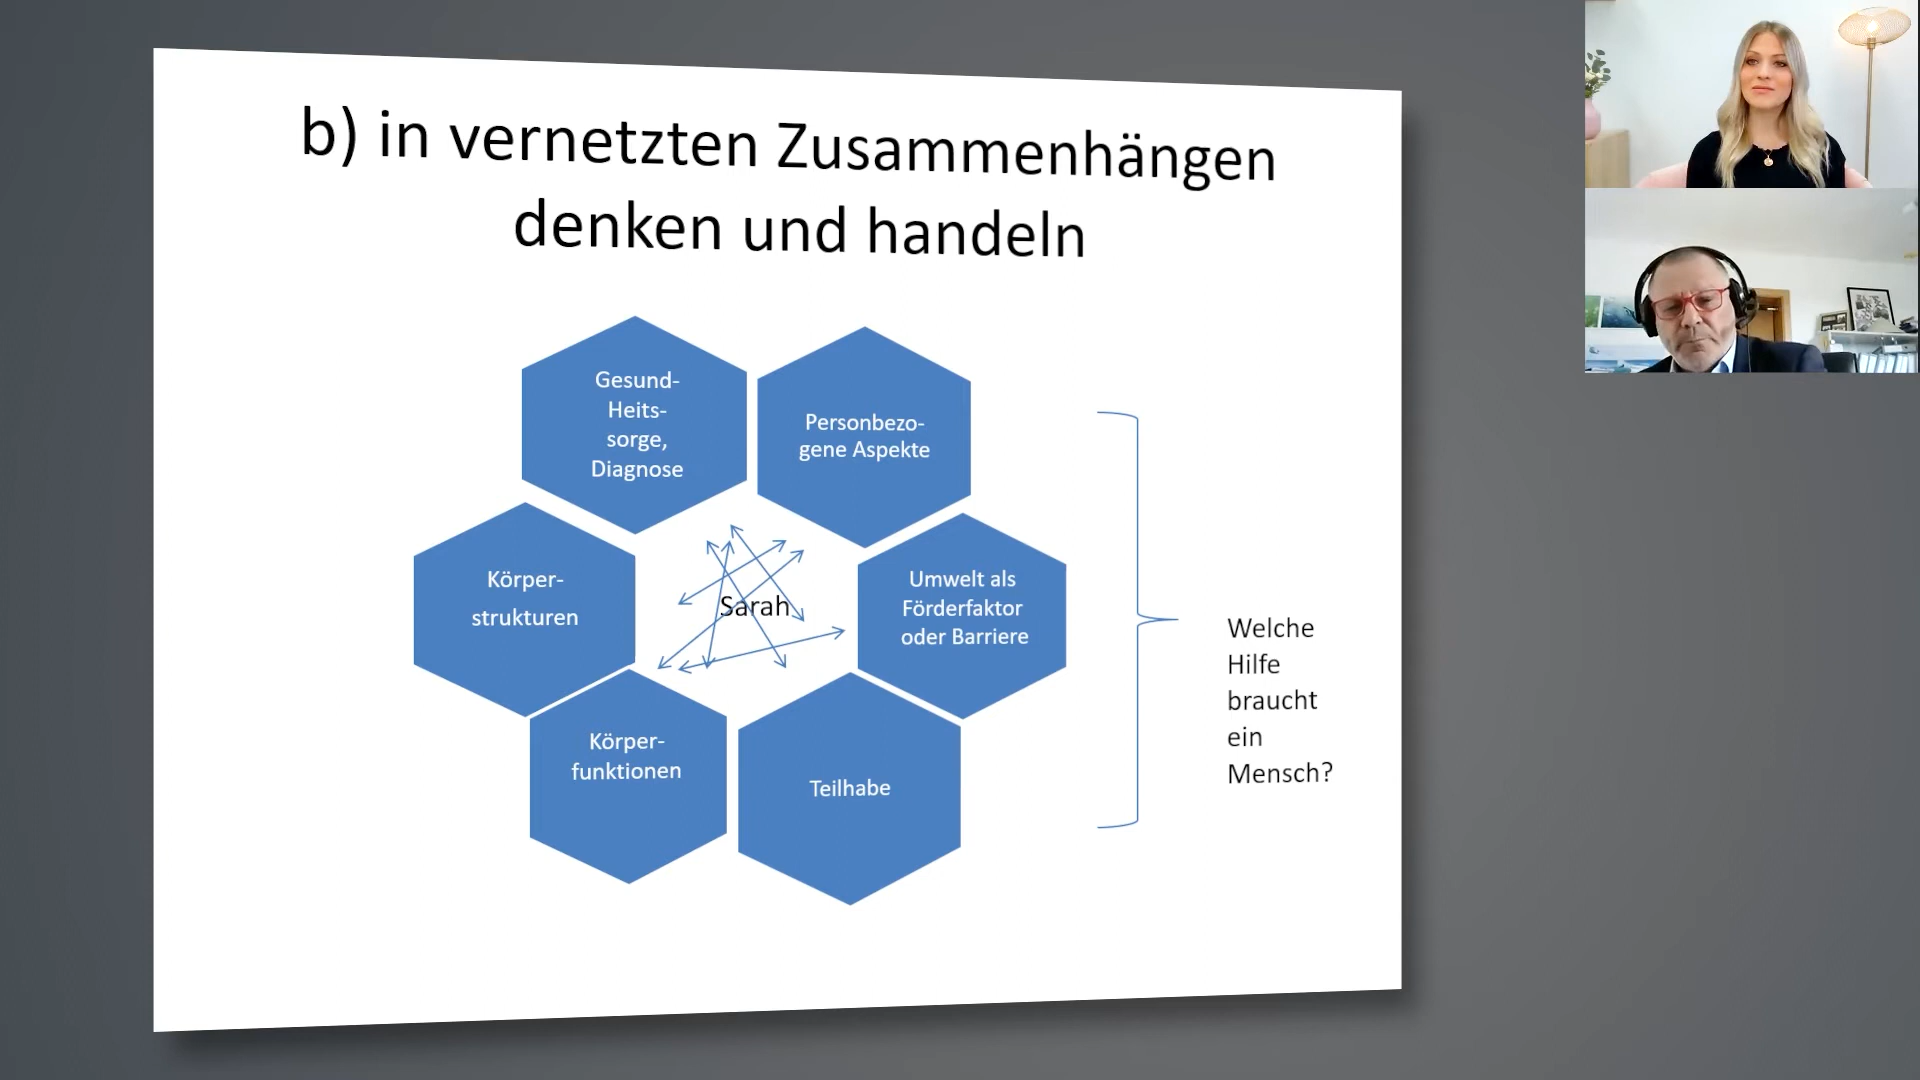 b) in vernetzten Zusammenhängen
denken und handeln
Gesund-
Heits-
sorge,
Diagnose
Personbezo-
gene Aspekte
Körper-
strukturen
Sarah
Umwelt als
Förderfaktor
oder Barriere
Körper-
funktionen
Teilhabe
Welche
Hilfe
braucht
ein
Mensch?